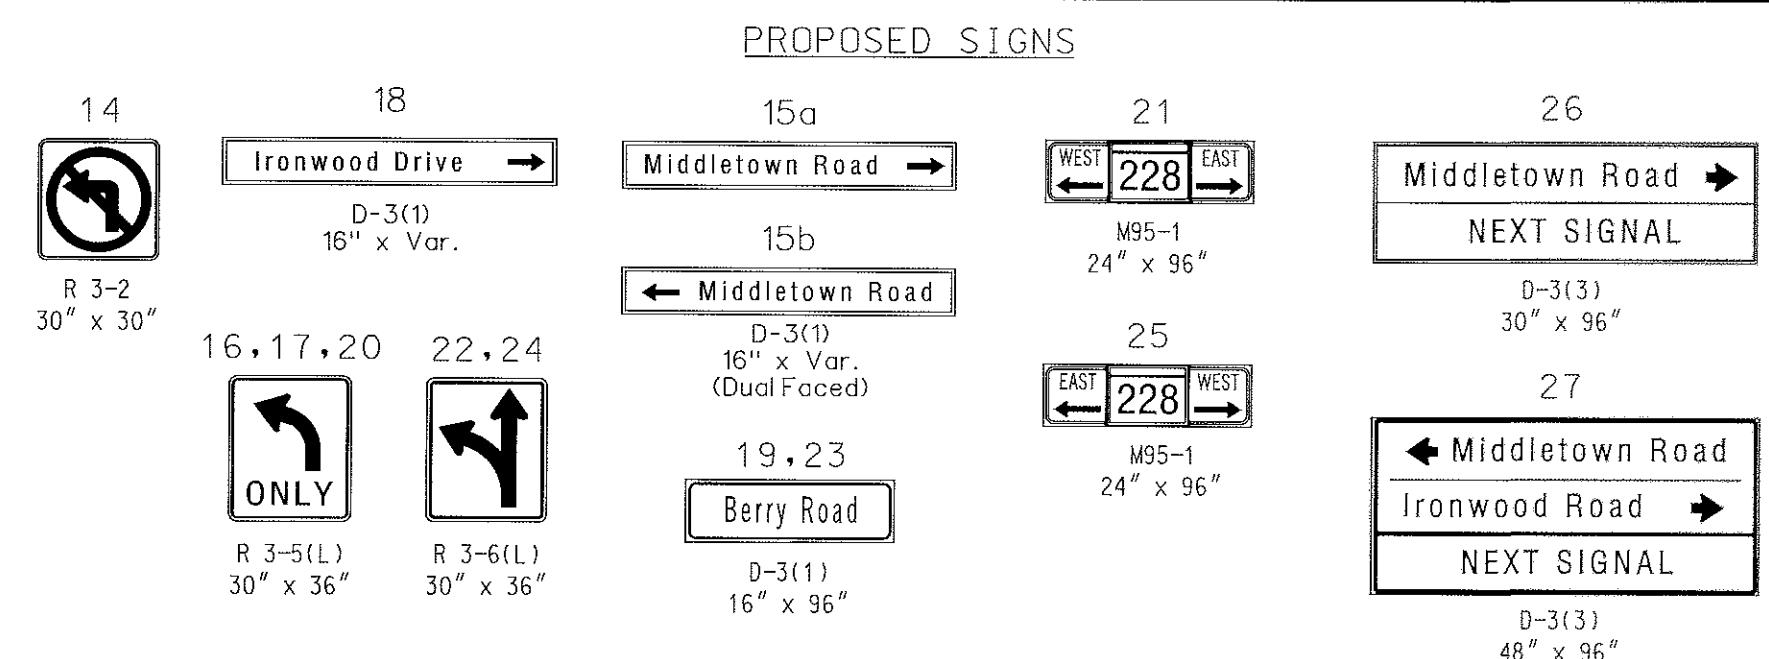 PROPOSED SIGNS
14
R 3-2
30" x 30"
18
Ironwood Drive
D-3(1)
16" x Var.
15a
Middletown Road
15b
Middletown Road
D-3(1)
16" x Var.
(Dual Faced)
21
WEST 228 EAST
M95-1
24" x 96"
26
Middletown Road
NEXT SIGNAL
D-3(3)
30" x 96"
16,17,20
ONLY
R 3-5(L)
30" x 36"
22,24
R 3-6(L)
30" x 36"
19,23
Berry Road
D-3(1)
16" x 96"
25
EAST 228 WEST
M95-1
24" x 96"
27
Middletown Road
Ironwood Road
NEXT SIGNAL
D-3(3)
48" x 96"